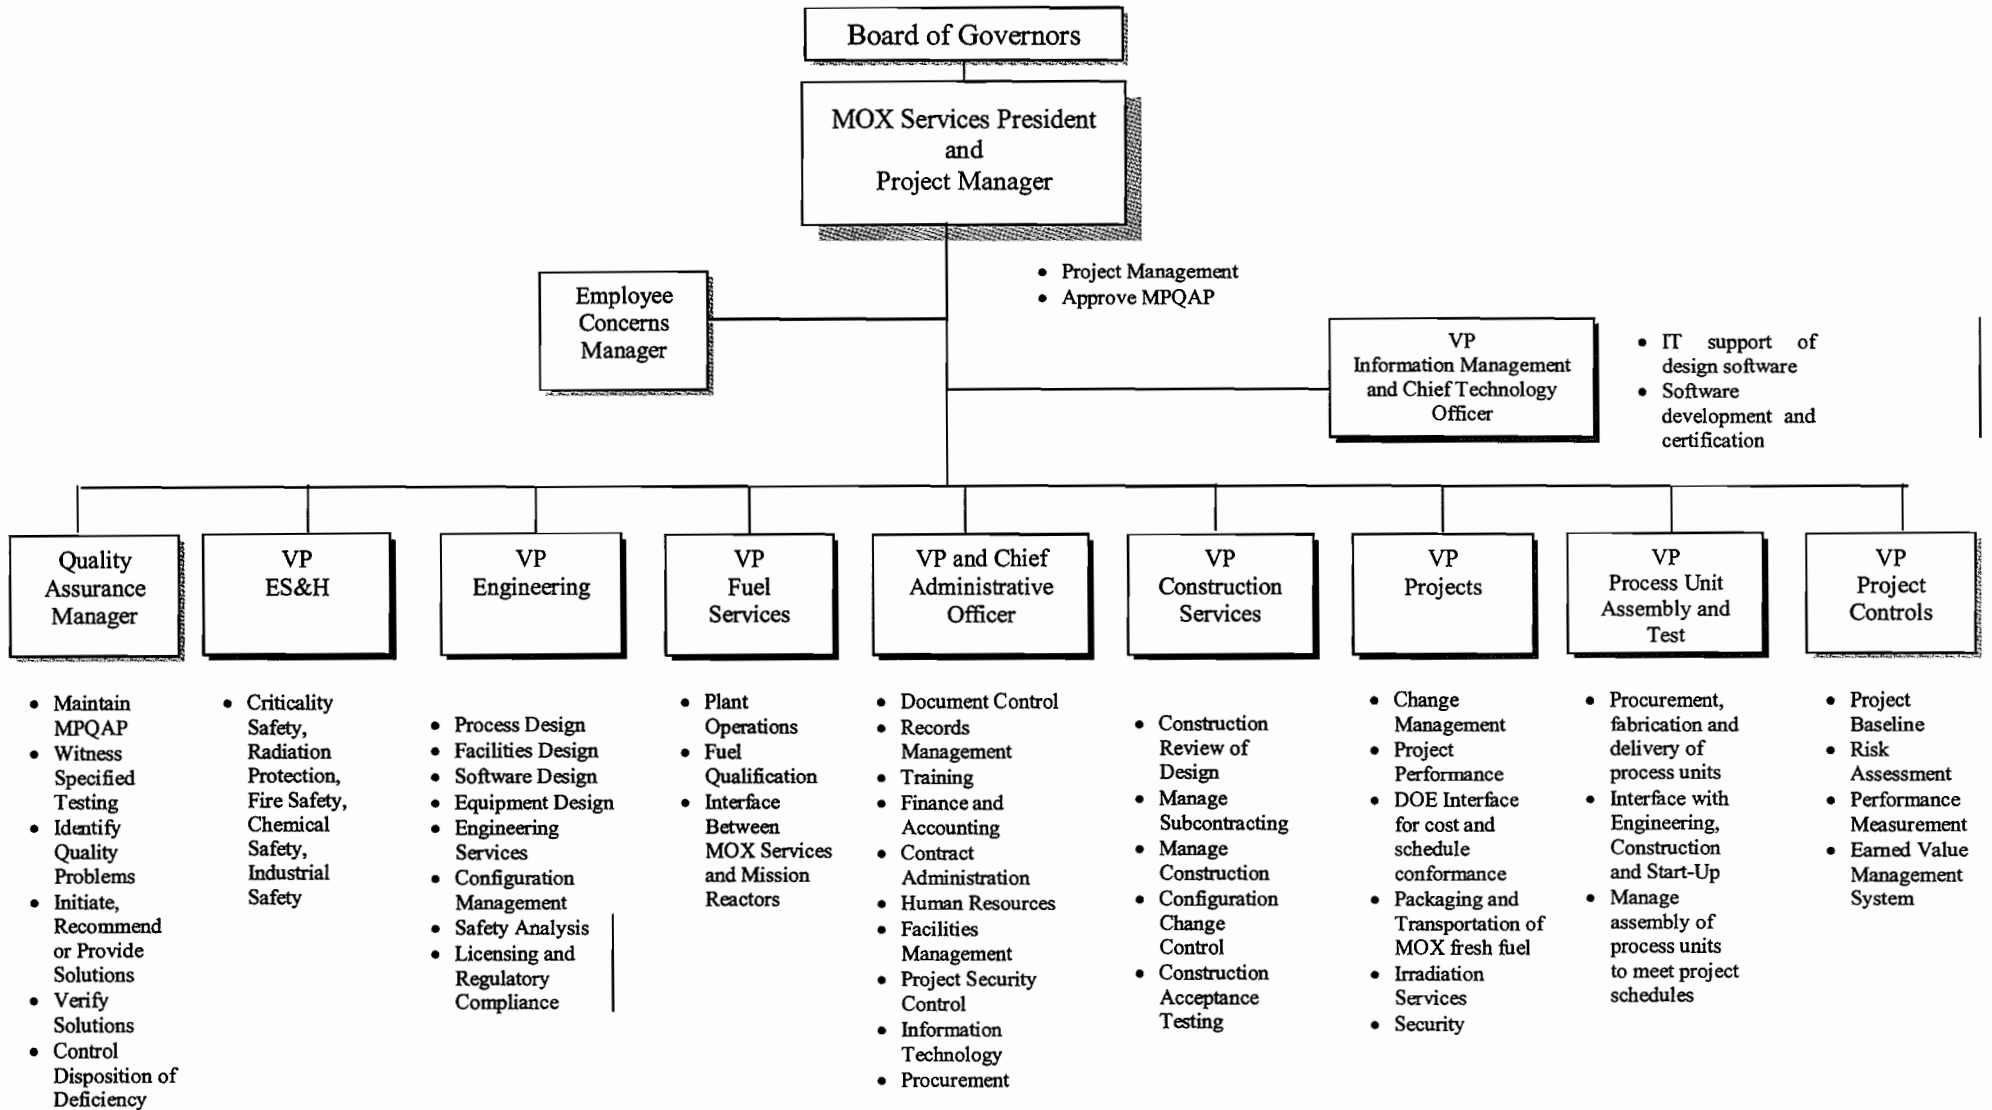 Board of Governors
MOX Services President
and
Project Manager
• Project Management
• Approve MPQAP
Employee
Concerns
Manager
VP
Information Management
and Chief Technology
Officer
• IT support of
design software
• Software
development and
certification
Quality
Assurance
Manager
• Maintain
MPQAP
• Witness
Specified
Testing
• Identify
Quality
Problems
• Initiate,
Recommend
or Provide
Solutions
• Verify
Solutions
• Control
Disposition of
Deficiency
VP
ES&H
• Criticality
Safety,
Radiation
Protection,
Fire Safety,
Chemical
Safety,
Industrial
Safety
VP
Engineering
• Process Design
• Facilities Design
• Software Design
• Equipment Design
• Engineering
Services
• Configuration
Management
• Safety Analysis
• Licensing and
Regulatory
Compliance
VP
Fuel
Services
• Plant
Operations
• Fuel
Qualification
• Interface
Between
MOX Services
and Mission
Reactors
VP and Chief
Administrative
Officer
• Document Control
• Records
Management
• Training
• Finance and
Accounting
• Contract
Administration
• Human Resources
• Facilities
Management
• Project Security
Control
• Information
Technology
• Procurement
VP
Construction
Services
• Construction
Review of
Design
• Manage
Subcontracting
• Manage
Construction
• Configuration
Change
Control
• Construction
Acceptance
Testing
VP
Projects
• Change
Management
• Project
Performance
• DOE Interface
for cost and
schedule
conformance
• Packaging and
Transportation of
MOX fresh fuel
• Irradiation
Services
• Security
VP
Process Unit
Assembly and
Test
• Procurement,
fabrication and
delivery of
process units
• Interface with
Engineering,
Construction
and Start-Up
• Manage
assembly of
process units
to meet project
schedules
VP
Project
Controls
• Project
Baseline
• Risk
Assessment
• Performance
Measurement
• Earned Value
Management
System